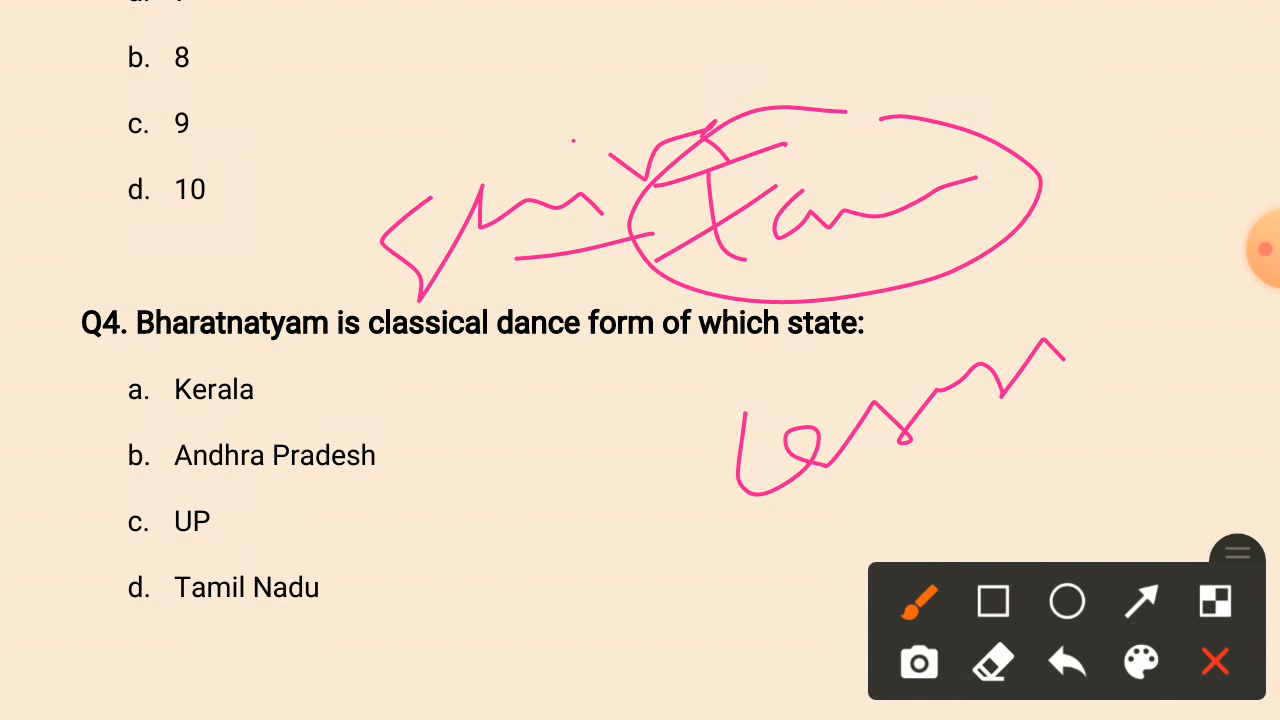 b. 8
c. 9
d. 10
Q4. Bharatnatyam is classical dance form of which state:
a. Kerala
b. Andhra Pradesh
c. UP
d. Tamil Nadu